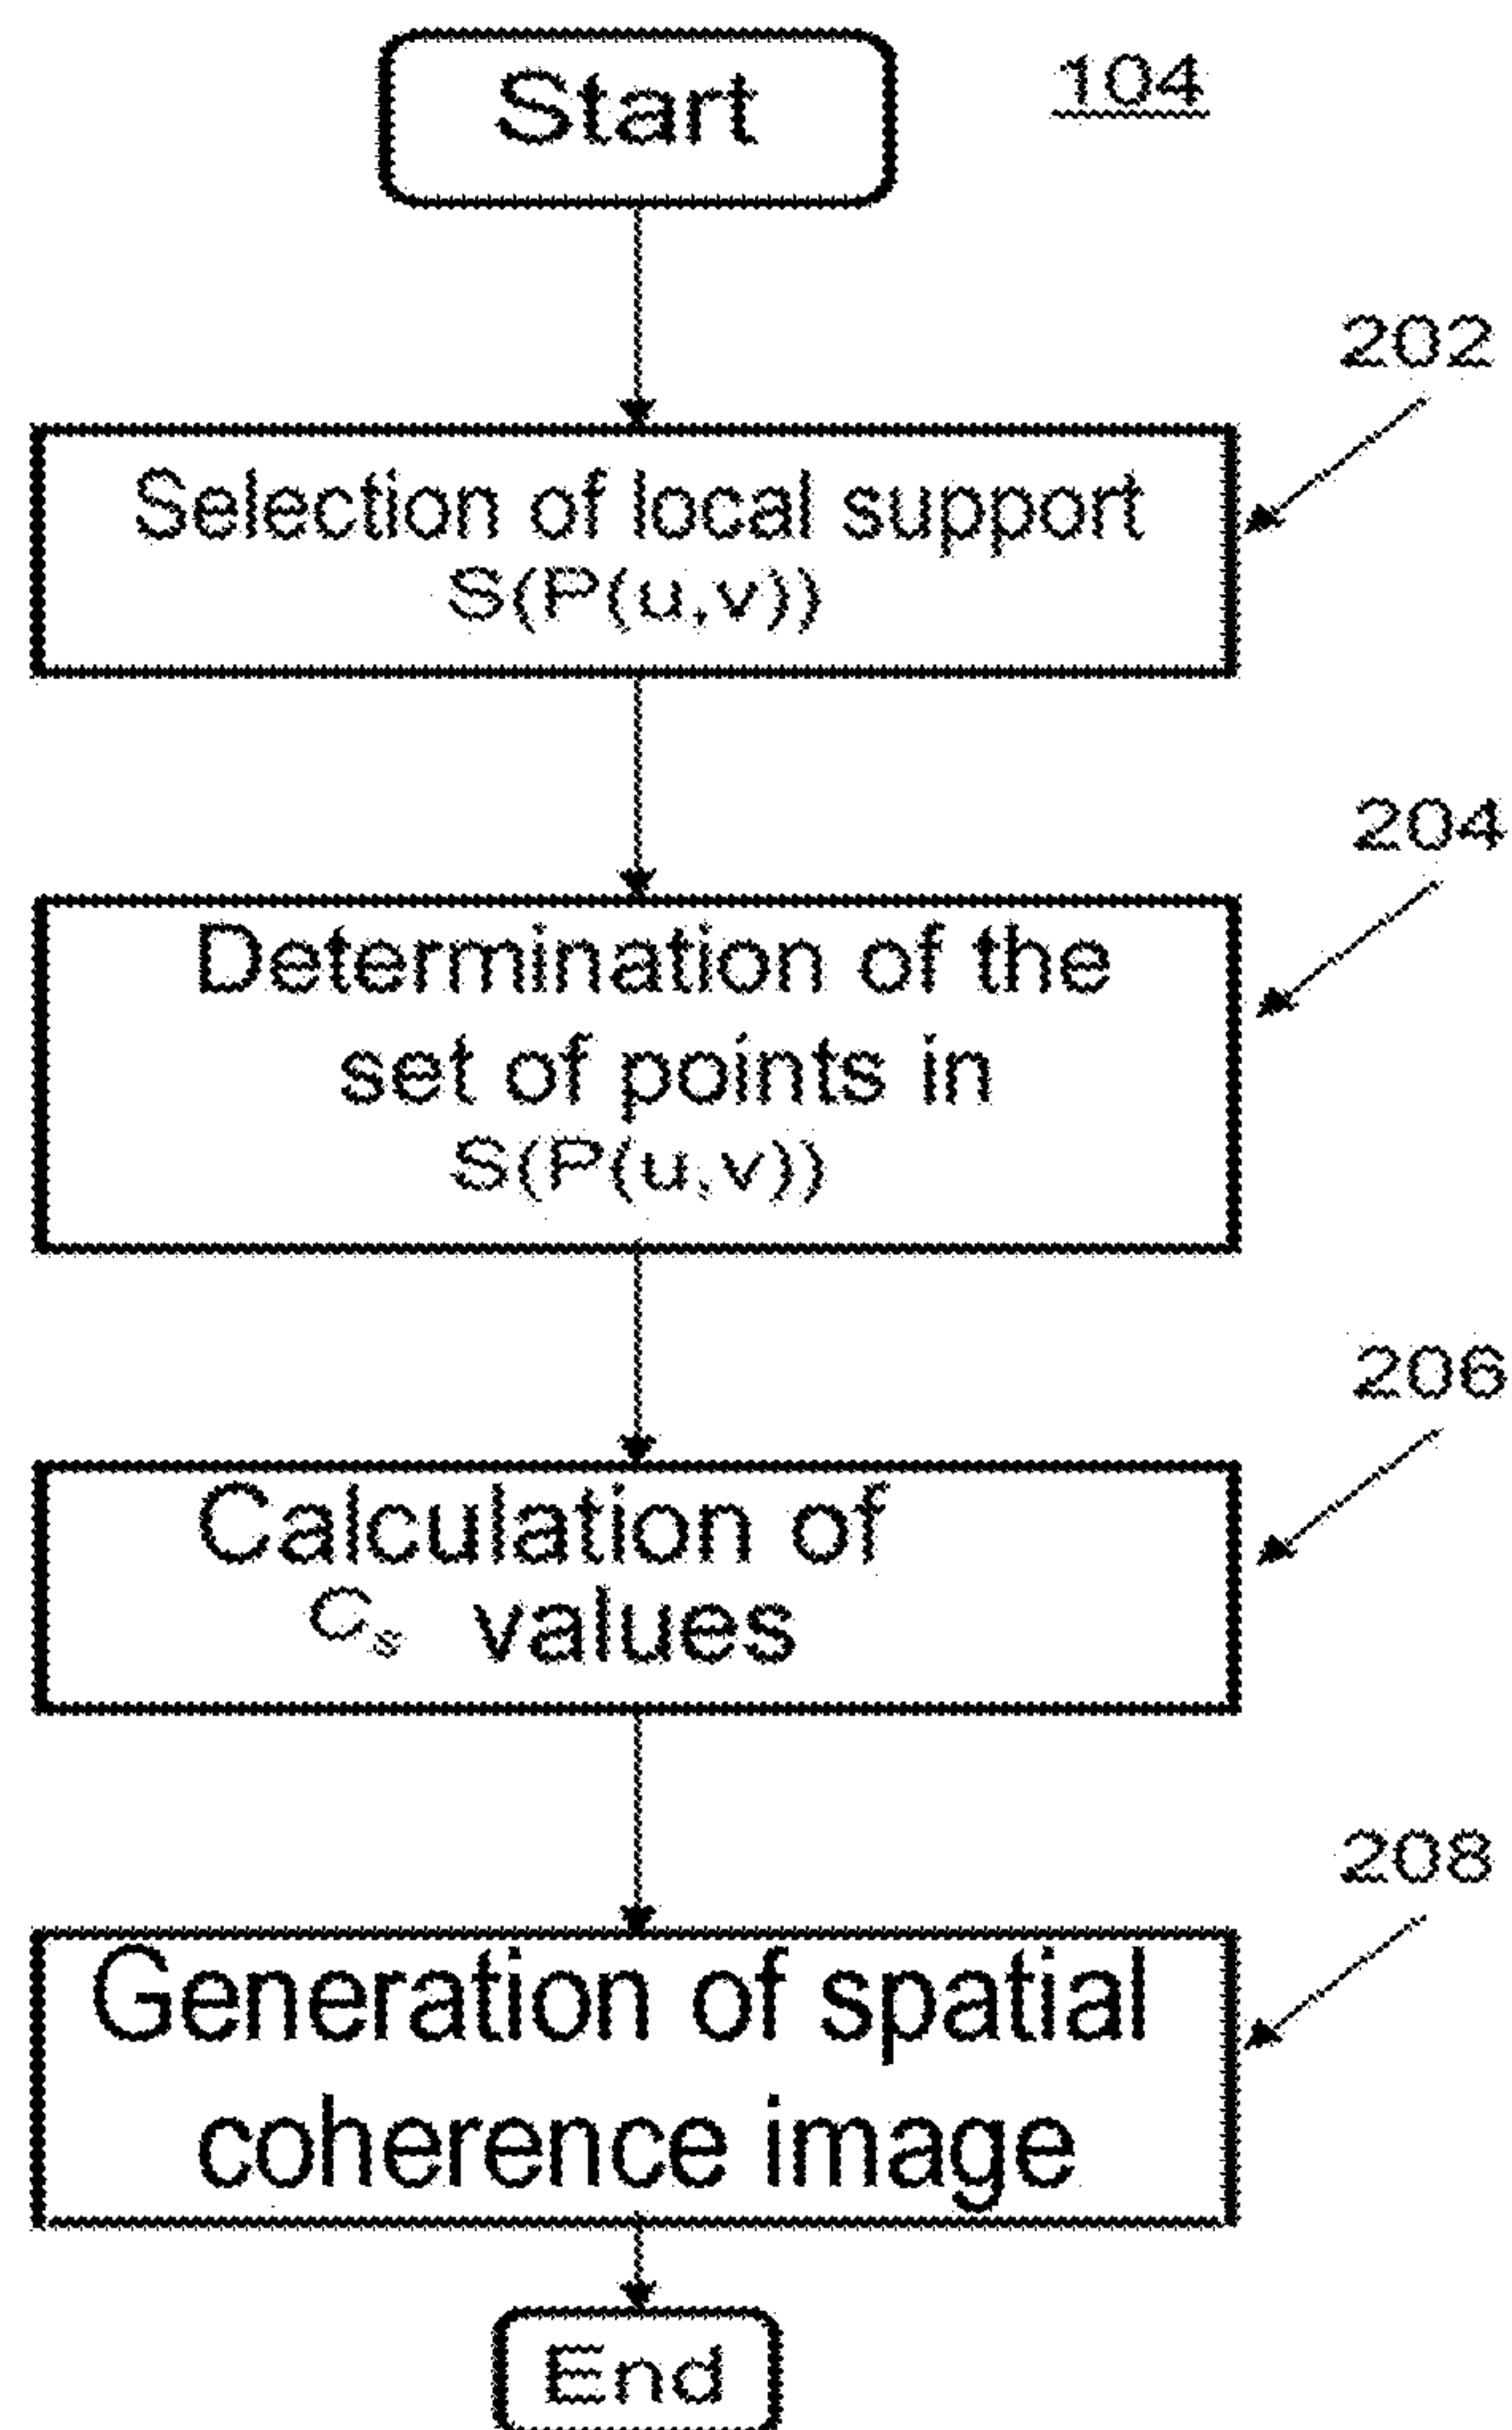 Start
104
202
Selection of local support
S(P(u,v))
204
Determination of the
set of points in
S(P(u,v))
206
Calculation of
Cₛ values
208
Generation of spatial
coherence image
End